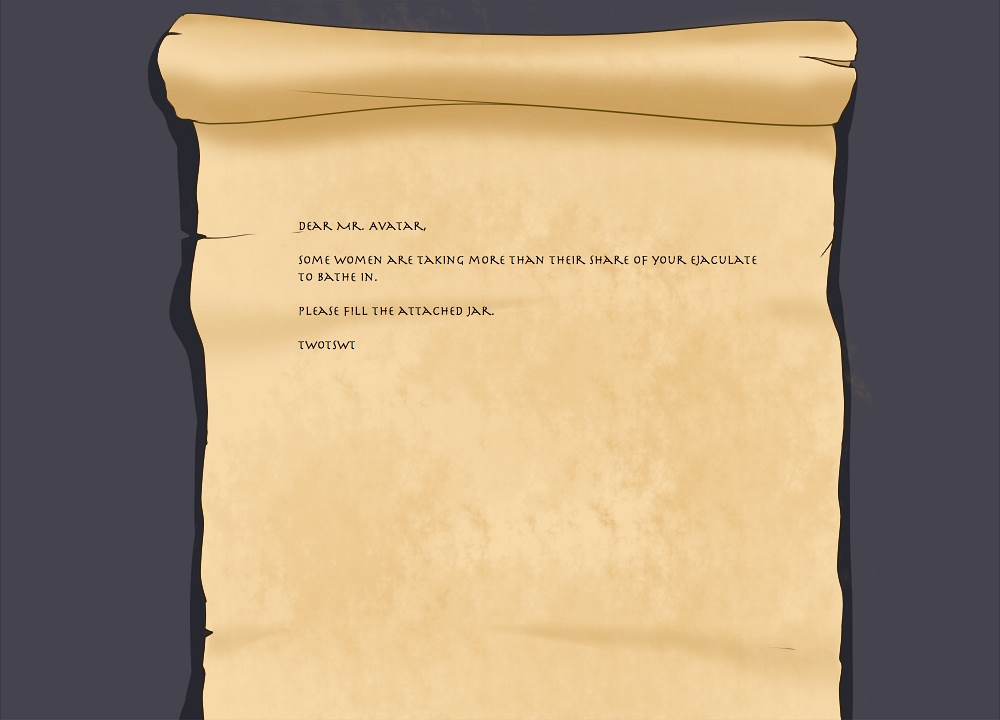 Dear Mr. Avatar,
Some women are taking more than their share of your ejaculate
to bathe in.
Please fill the attached jar.
TWOTSWT